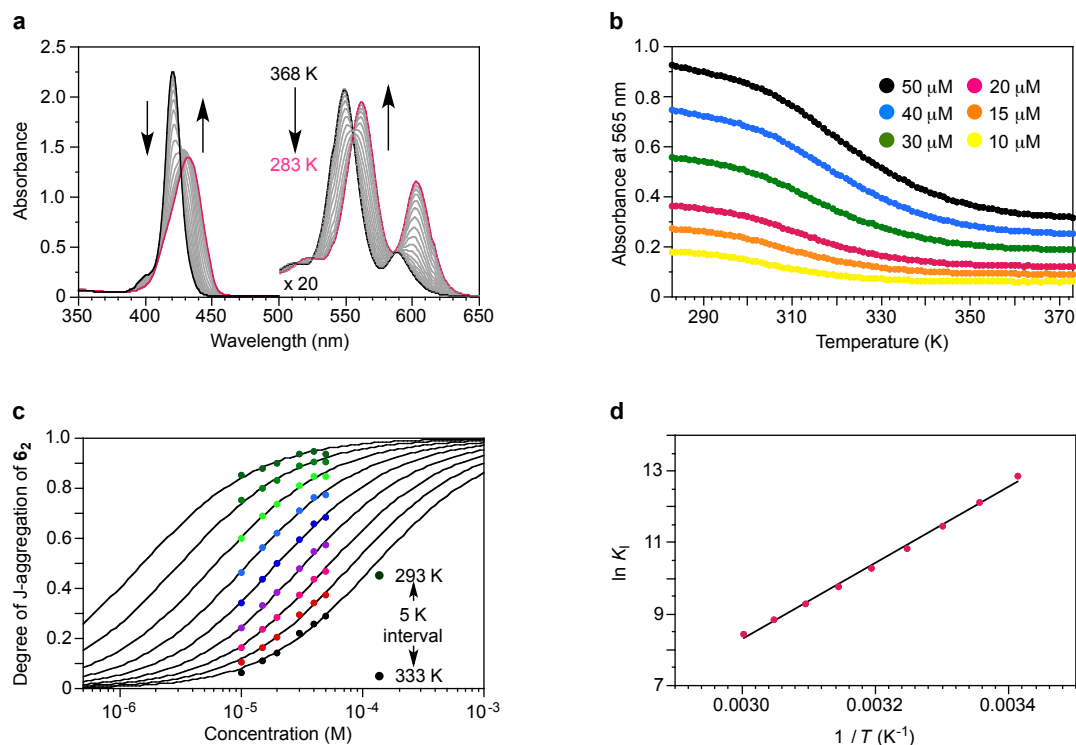 a
Absorbance
2.5
2.0
1.5
1.0
0.5
0
368 K
283 K
x 20
350 400 450 500 550 600 650
Wavelength (nm)
b
Absorbance at 565 nm
1.0
0.8
0.6
0.4
0.2
0
50 μM 20 μM
40 μM 15 μM
30 μM 10 μM
290 310 330 350 370
Temperature (K)
c
Degree of J-aggregation of 6₂
1.0
0.8
0.6
0.4
0.2
0
293 K
5 K
interval
333 K
10⁻⁶ 10⁻⁵ 10⁻⁴ 10⁻³
Concentration (M)
d
ln K_I
13
11
9
7
0.0030 0.0032 0.0034
1 / T (K⁻¹)